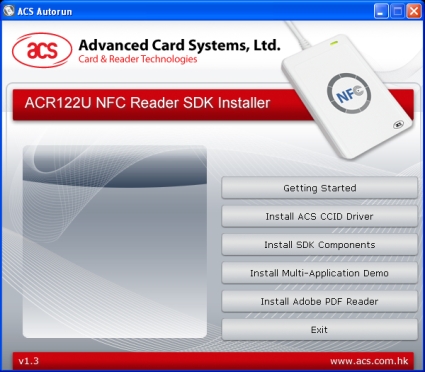 ACS Autorun
ACS
Advanced Card Systems, Ltd.
Card & Reader Technologies
ACR122U NFC Reader SDK Installer
NFC
ACS
Getting Started
Install ACS CCID Driver
Install SDK Components
Install Multi-Application Demo
Install Adobe PDF Reader
Exit
v1.3
www.acs.com.hk